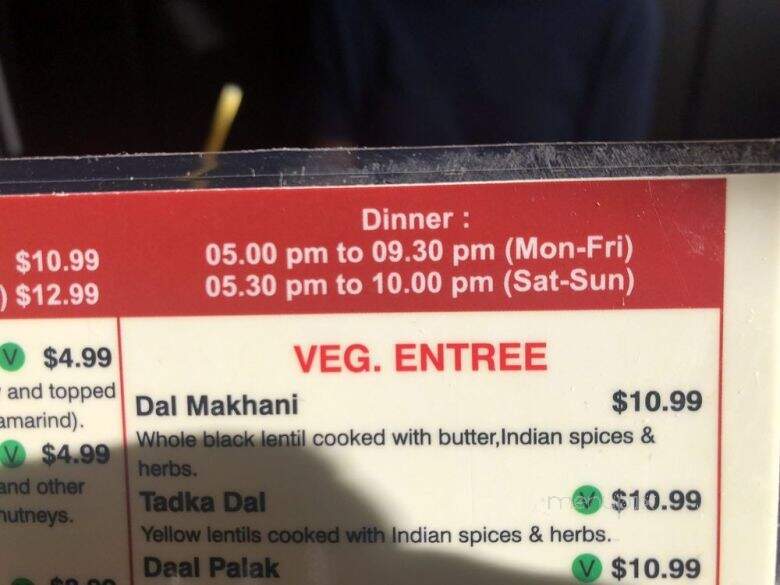 Dinner :
$10.99 05.00 pm to 09.30 pm (Mon-Fri)
) $12.99 05.30 pm to 10.00 pm (Sat-Sun)
V $4.99
and topped
amarind).
V $4.99
and other
hutneys.
VEG. ENTREE
Dal Makhani $10.99
Whole black lentil cooked with butter,Indian spices &
herbs.
Tadka Dal V $10.99
Yellow lentils cooked with Indian spices & herbs.
Daal Palak V $10.99